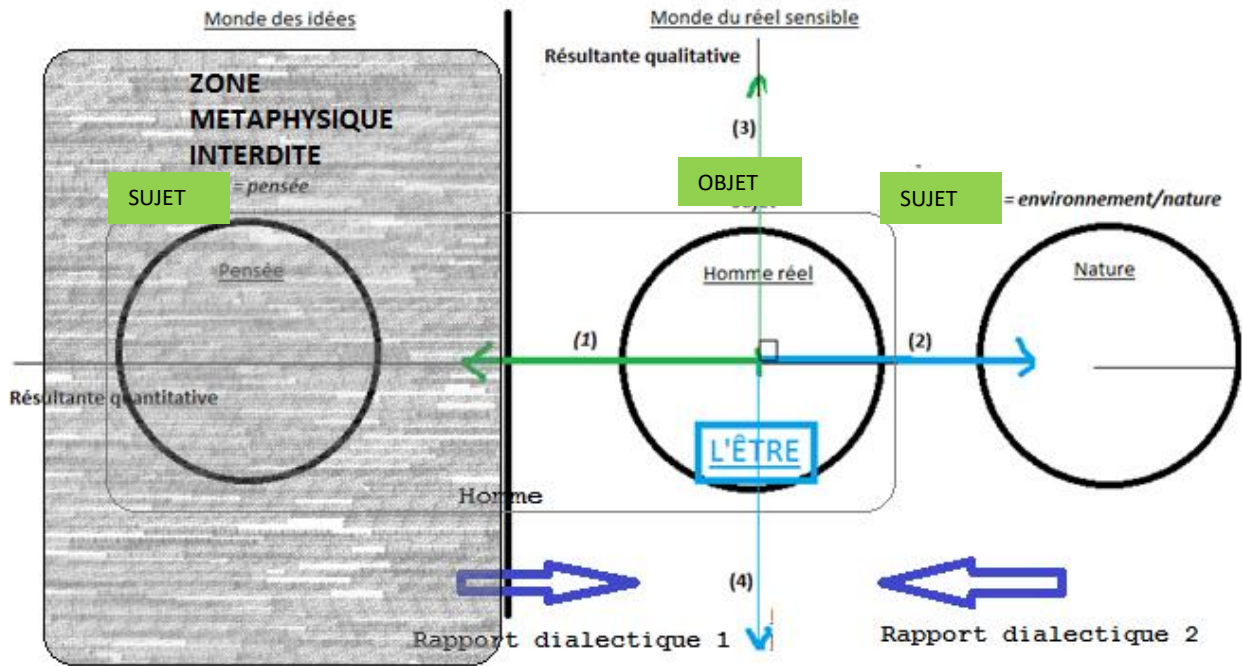 Monde des idées
Monde du réel sensible
Résultante qualitative
ZONE
METAPHYSIQUE
INTERDITE
(3)
SUJET
= pensée
OBJET
SUJET
= environnement/nature
Pensée
Homme réel
Nature
(1)
(2)
Résultante quantitative
L'ÊTRE
Homme
(4)
Rapport dialectique 1
Rapport dialectique 2